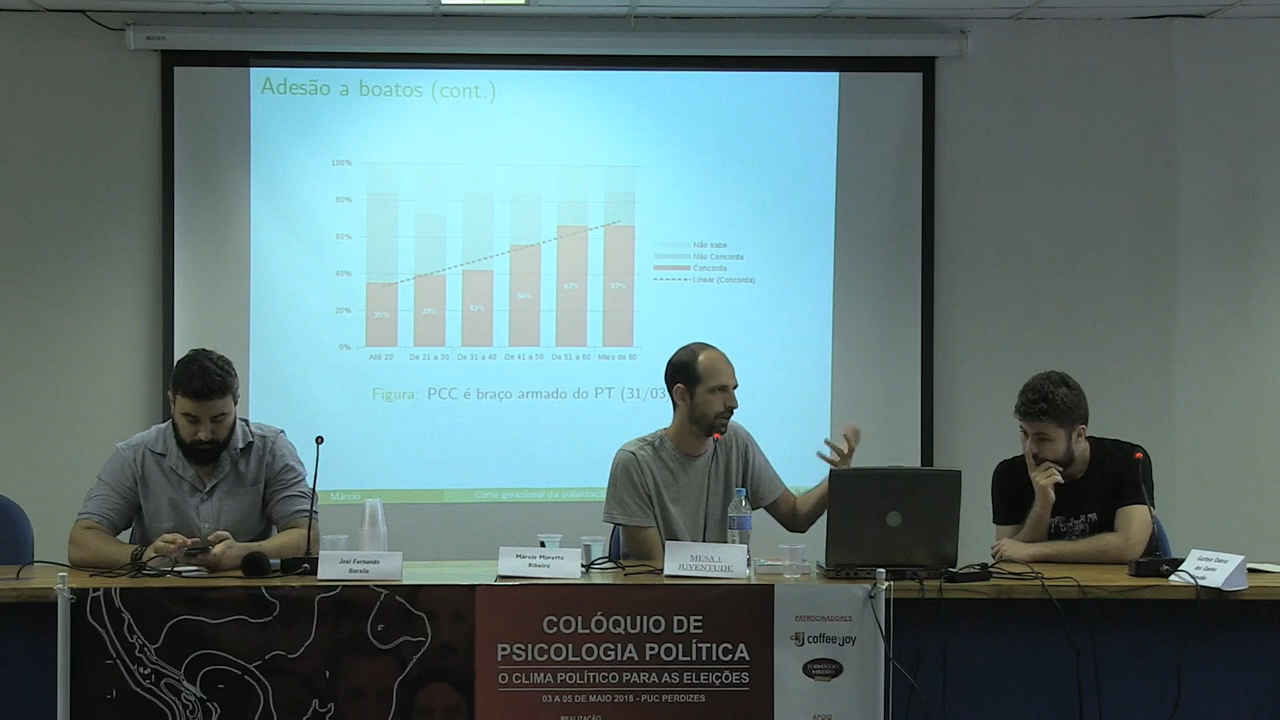 Adesão a boatos (cont.)
100%
80%
60%
40%
20%
0%
35%
39%
42%
56%
67%
67%
Até 20
De 21 a 30
De 31 a 40
De 41 a 50
De 51 a 60
Mais de 60
Não sabe
Não Concorda
Concorda
Linear (Concorda)
Figura: PCC é braço armado do PT (31/03
Márcio
Corte geracional da polarização
Joel Fernando
Borella
Márcio Moretto
Ribeiro
MESA 1
JUVENTUDE
COLÓQUIO DE
PSICOLOGIA POLÍTICA
O CLIMA POLÍTICO PARA AS ELEIÇÕES
03 A 05 DE MAIO 2018 - PUC PERDIZES
REALIZAÇÃO
PATROCINADORES
coffee
joy
FORMAGGIO
MINEIRO
APOIO